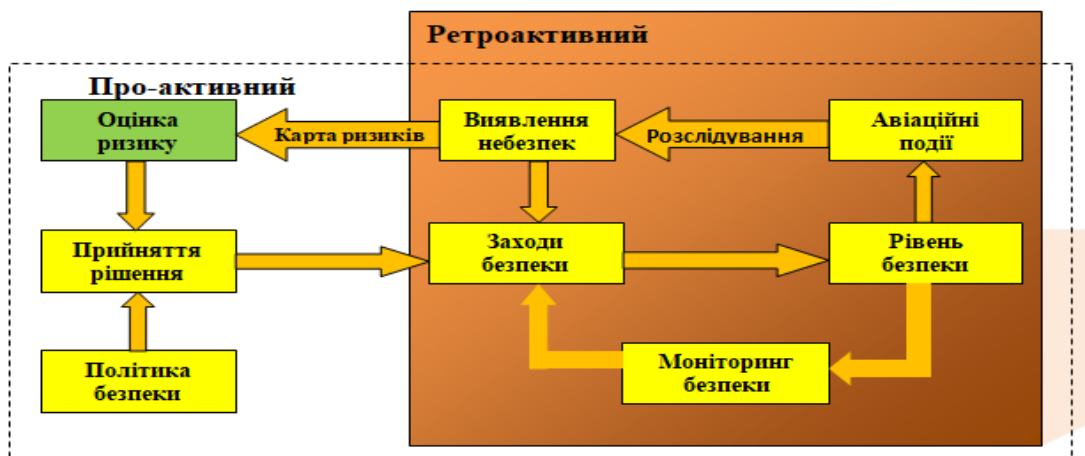 Ретроактивний
Про-активний
Оцінка
ризику
Карта ризиків
Виявлення
небезпек
Розслідування
Авіаційні
події
Прийняття
рішення
Заходи
безпеки
Рівень
безпеки
Політика
безпеки
Моніторинг
безпеки